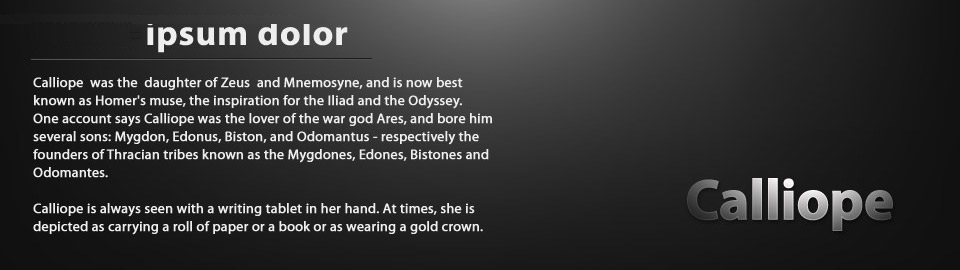 ipsum dolor
Calliope was the daughter of Zeus and Mnemosyne, and is now best
known as Homer's muse, the inspiration for the Iliad and the Odyssey.
One account says Calliope was the lover of the war god Ares, and bore him
several sons: Mygdon, Edonus, Biston, and Odomantus - respectively the
founders of Thracian tribes known as the Mygdones, Edones, Bistones and
Odomantes.
Calliope is always seen with a writing tablet in her hand. At times, she is
depicted as carrying a roll of paper or a book or as wearing a gold crown.
Calliope